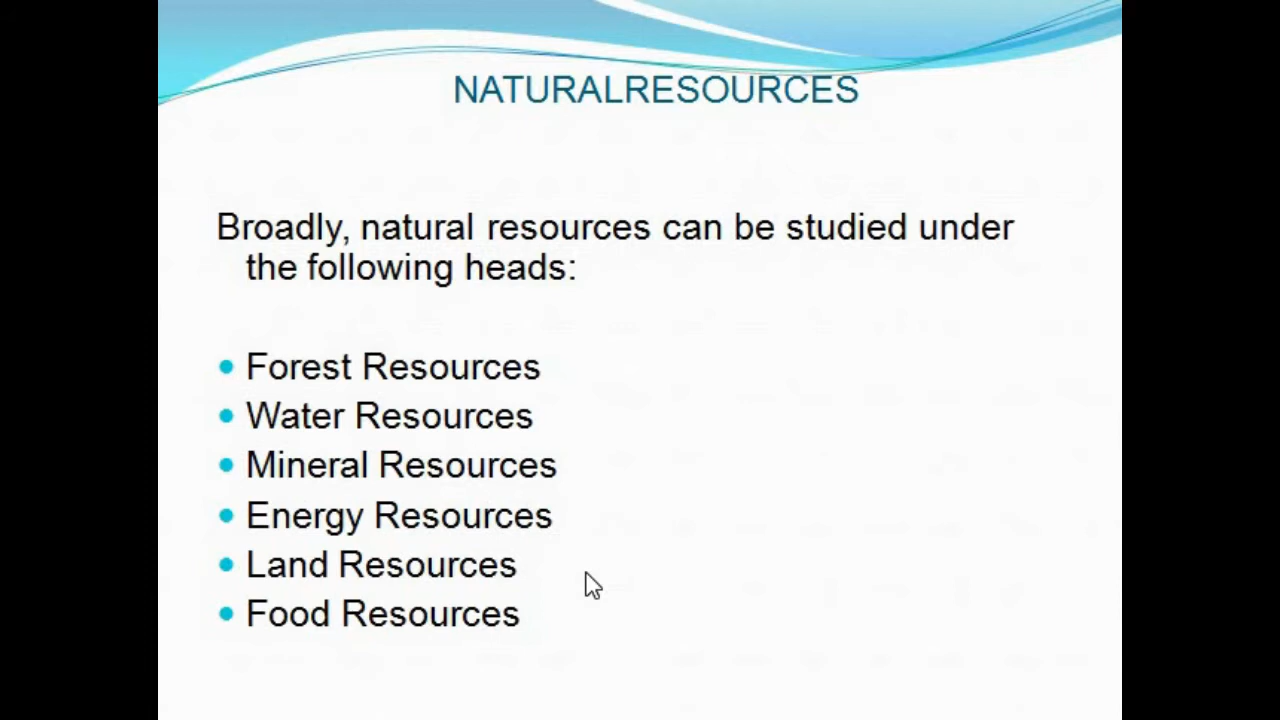 NATURALRESOURCES
Broadly, natural resources can be studied under
the following heads:
• Forest Resources
• Water Resources
• Mineral Resources
• Energy Resources
• Land Resources
• Food Resources